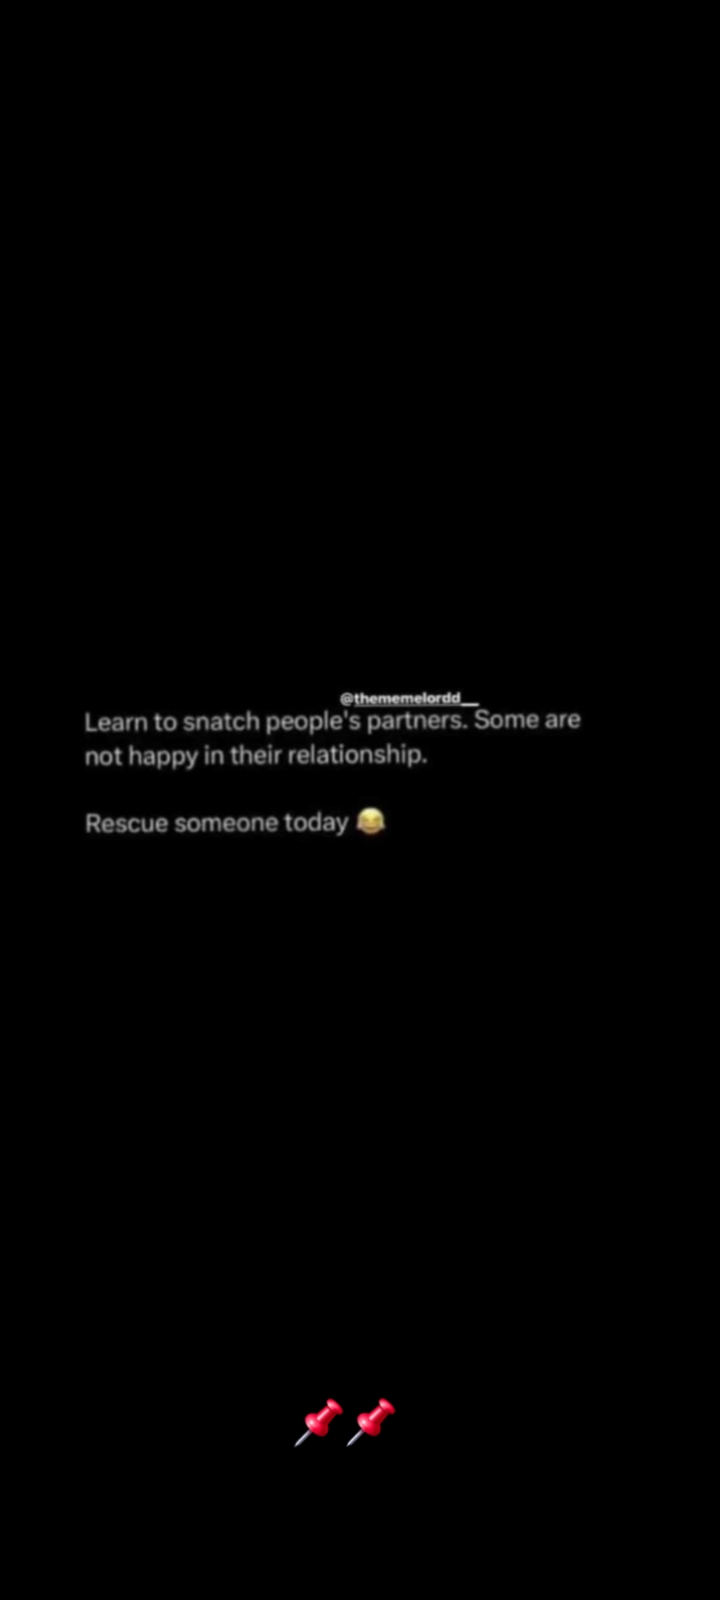 @thememelordd__
Learn to snatch people's partners. Some are
not happy in their relationship.
Rescue someone today 😂
📌📌